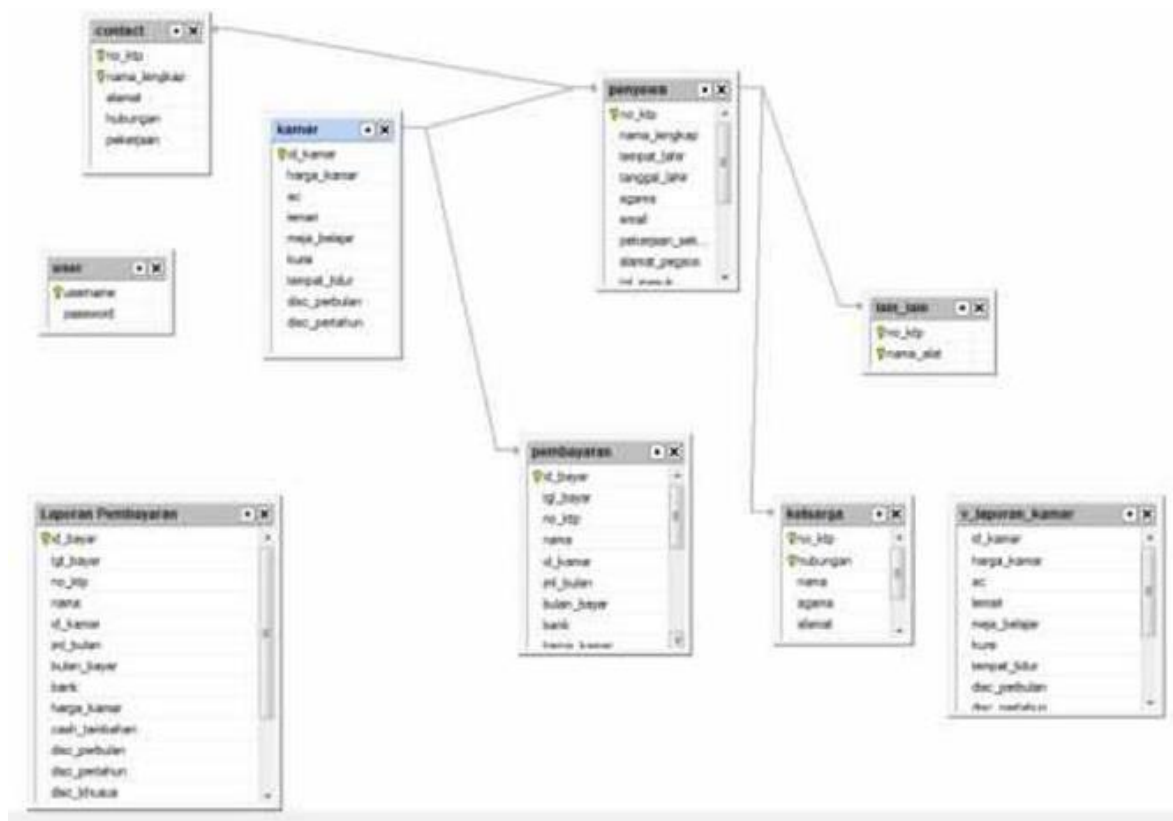 contact
no_ktp
nama_lengkap
alamat
hubungan
pekerjaan
kamar
id_kamar
harga_kamar
ac
lemari
meja_belajar
kursi
tempat_tidur
disc_perbulan
disc_pertahun
penyewa
no_ktp
nama_lengkap
tempat_lahir
tanggal_lahir
agama
email
pekerjaan_sek...
user
username
password
lain_lain
no_ktp
nama_alat
pembayaran
id_bayar
tgl_bayar
no_ktp
nama
id_kamar
jml_bulan
bulan_bayar
bank
harga_kamar
keluarga
no_ktp
hubungan
nama
agama
alamat
v_laporan_kamar
id_kamar
harga_kamar
ac
lemari
meja_belajar
kursi
tempat_tidur
disc_perbulan
disc_pertahun
Laporan Pembayaran
id_bayar
tgl_bayar
no_ktp
nama
id_kamar
jml_bulan
bulan_bayar
bank
harga_kamar
cash_tambahan
disc_perbulan
disc_pertahun
disc_khusus